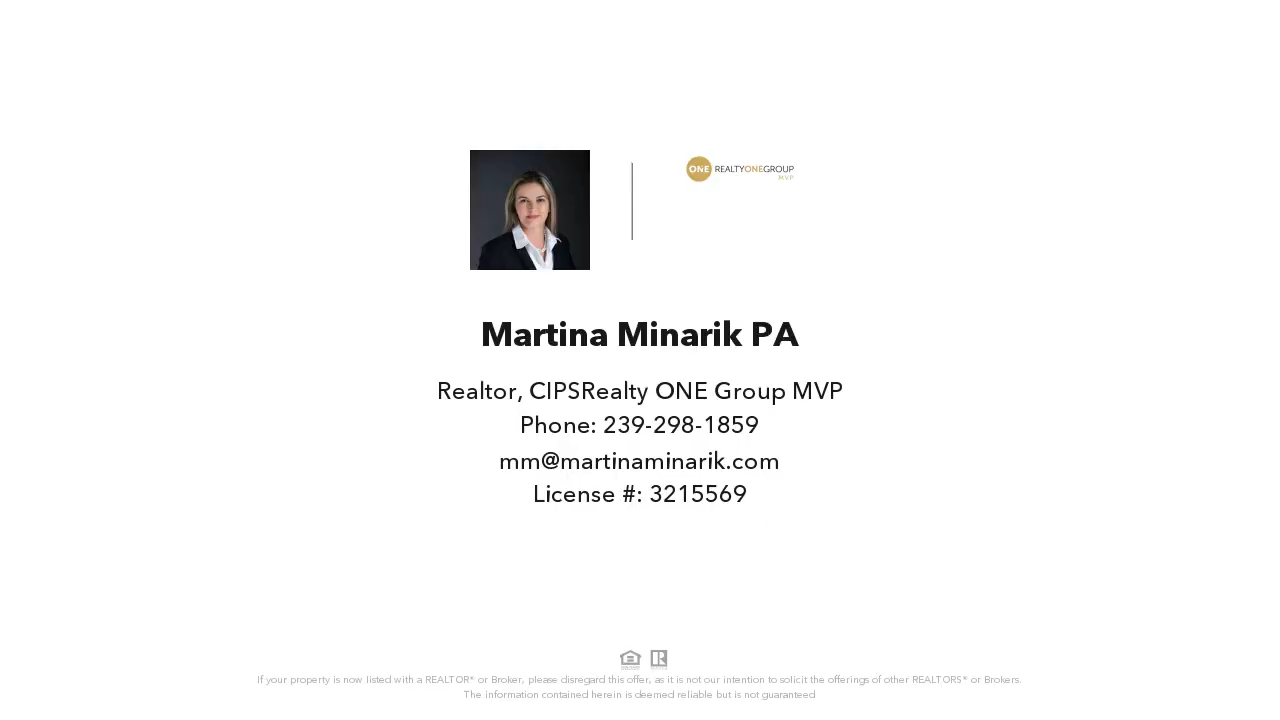 ONE REALTYONEGROUP
MVP
Martina Minarik PA
Realtor, CIPSRealty ONE Group MVP
Phone: 239-298-1859
mm@martinaminarik.com
License #: 3215569
If your property is now listed with a REALTOR® or Broker, please disregard this offer, as it is not our intention to solicit the offerings of other REALTORS® or Brokers.
The information contained herein is deemed reliable but is not guaranteed